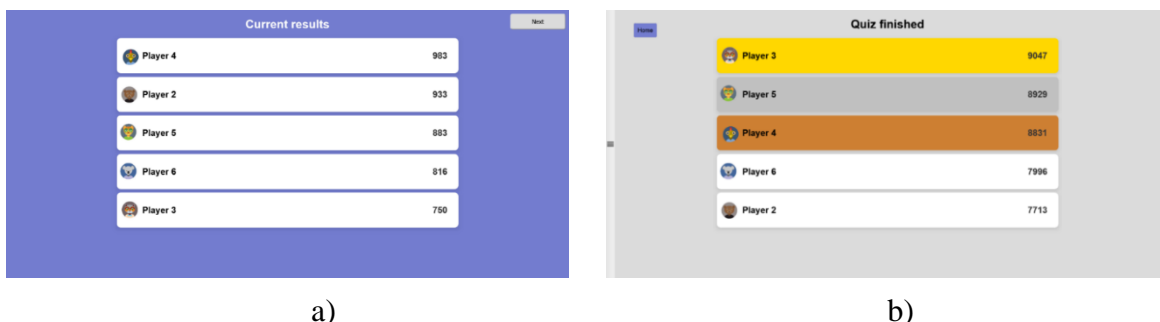 Current results
Next
Player 4 983
Player 2 933
Player 5 883
Player 6 816
Player 3 750
a)
Quiz finished
Home
Player 3 9047
Player 5 8929
Player 4 8831
Player 6 7996
Player 2 7713
b)